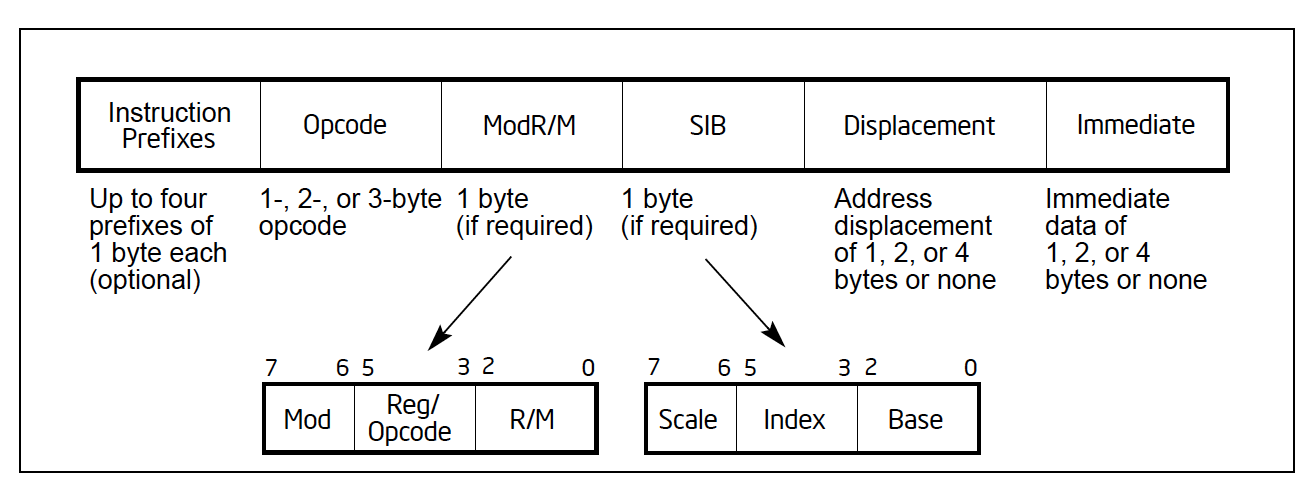 Instruction
Prefixes
Opcode
ModR/M
SIB
Displacement
Immediate
Up to four
prefixes of
1 byte each
(optional)
1-, 2-, or 3-byte
opcode
1 byte
(if required)
1 byte
(if required)
Address
displacement
of 1, 2, or 4
bytes or none
Immediate
data of
1, 2, or 4
bytes or none
7 6 5 3 2 0
Mod
Reg/
Opcode
R/M
7 6 5 3 2 0
Scale
Index
Base